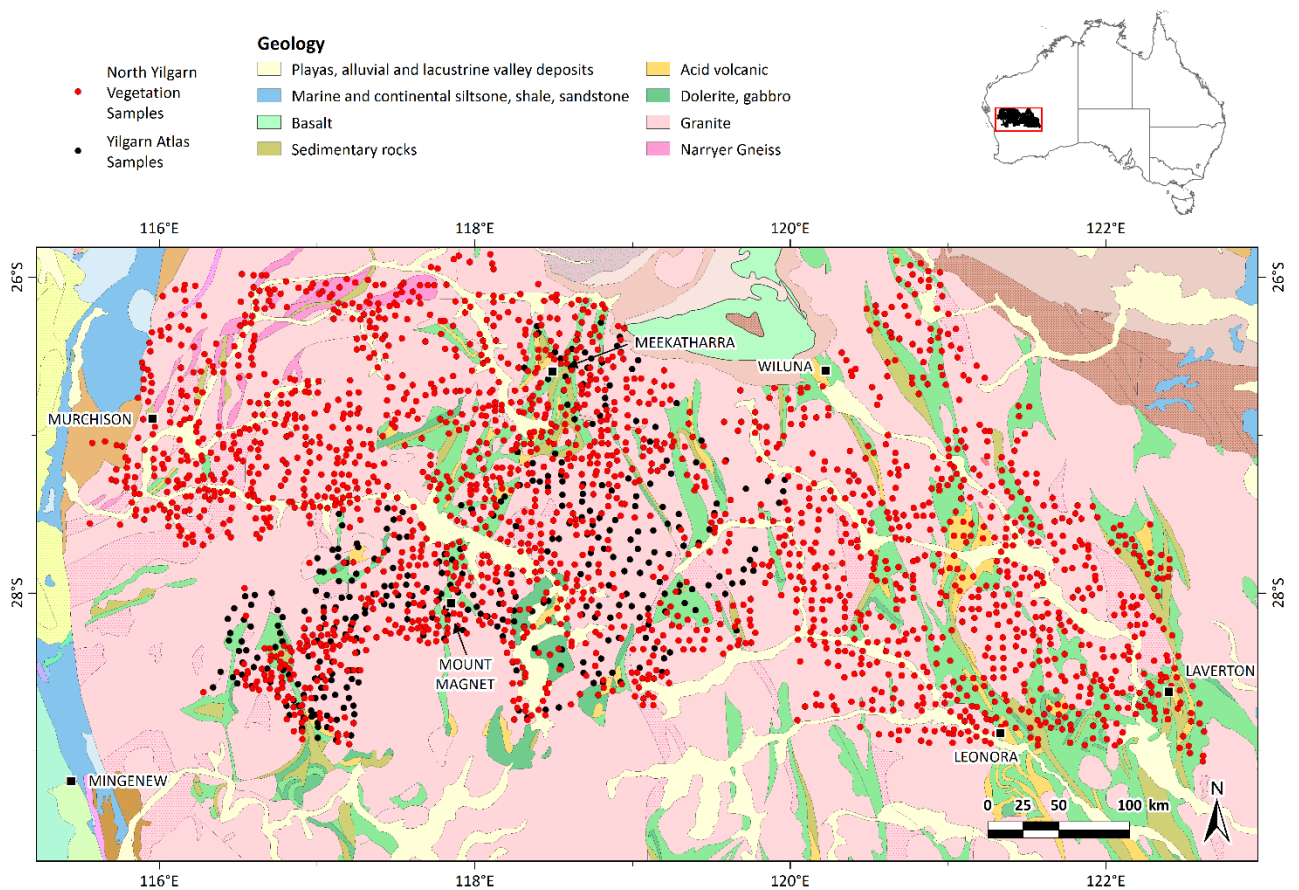 Geology
North Yilgarn
Vegetation
Samples
Yilgarn Atlas
Samples
Playas, alluvial and lacustrine valley deposits
Marine and continental siltsone, shale, sandstone
Basalt
Sedimentary rocks
Acid volcanic
Dolerite, gabbro
Granite
Narryer Gneiss
116°E
118°E
120°E
122°E
26°S
26°S
MEEKATHARRA
WILUNA
MURCHISON
28°S
28°S
MOUNT
MAGNET
LAVERTON
LEONORA
MINGENEW
N
0 25 50 100 km
116°E
118°E
120°E
122°E